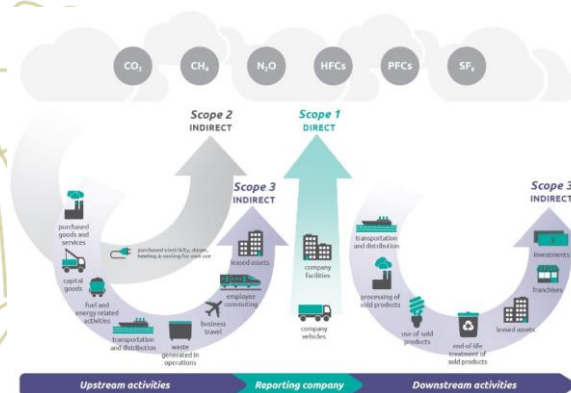 CO₂
CH₄
N₂O
HFCs
PFCs
SF₆
Scope 2
INDIRECT
Scope 1
DIRECT
Scope 3
INDIRECT
Scope 3
INDIRECT
purchased
goods and
services
capital
goods
fuel and
energy related
activities
transportation
and distribution
waste
generated in
operations
business
travel
employee
commuting
leased assets
purchased electricity, steam,
heating & cooling for own use
company
facilities
company
vehicles
transportation
and distribution
processing of
sold products
use of sold
products
end-of-life
treatment of
sold products
leased assets
franchises
investments
Upstream activities
Reporting company
Downstream activities